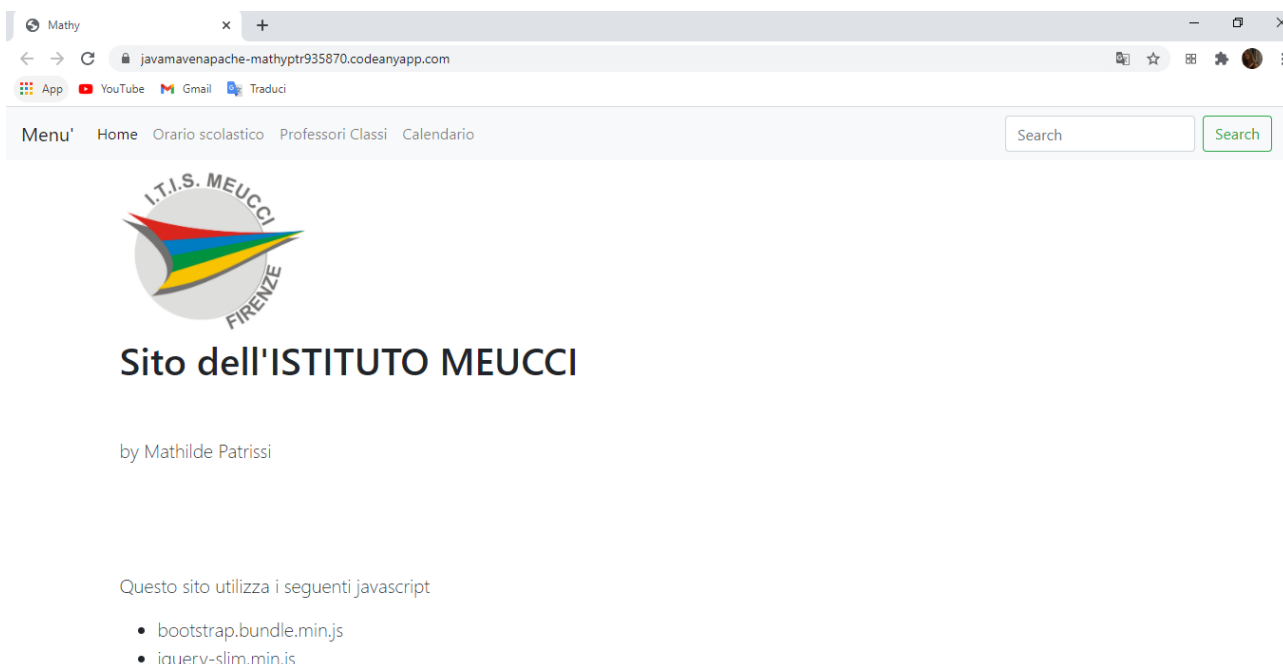 Mathy
javamavenapache-mathyptr935870.codeanyapp.com
App YouTube Gmail Traduci
Menu' Home Orario scolastico Professori Classi Calendario Search Search
I.T.I.S. MEUCCI
FIRENZE
Sito dell'ISTITUTO MEUCCI
by Mathilde Patrissi
Questo sito utilizza i seguenti javascript
bootstrap.bundle.min.js
jquery-slim.min.js